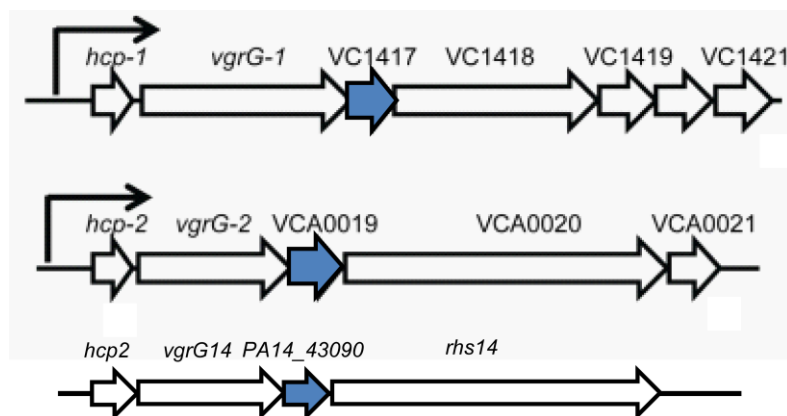 hcp-1 vgrG-1 VC1417 VC1418 VC1419 VC1421
hcp-2 vgrG-2 VCA0019 VCA0020 VCA0021
hcp2 vgrG14 PA14_43090 rhs14